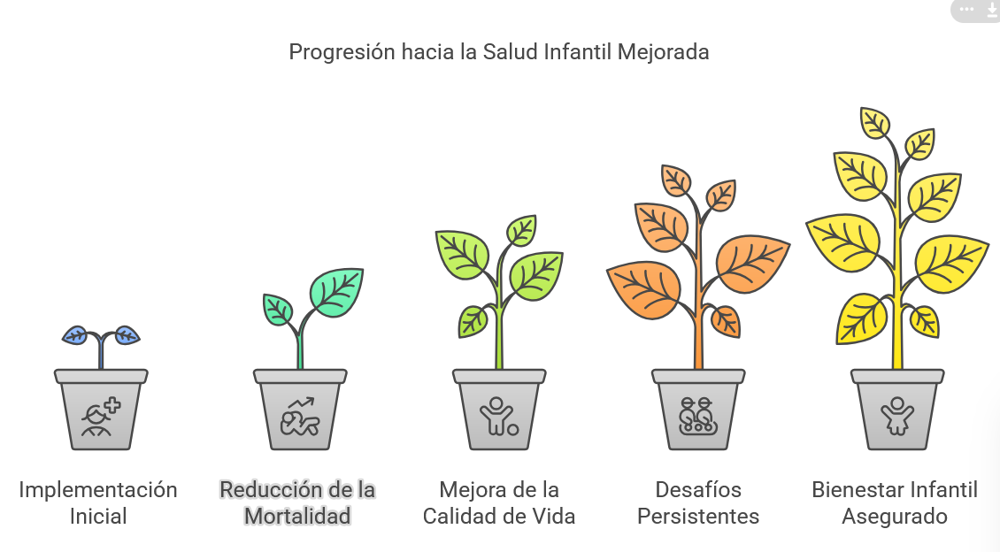 Progresión hacia la Salud Infantil Mejorada
Implementación
Inicial
Reducción de la
Mortalidad
Mejora de la
Calidad de Vida
Desafíos
Persistentes
Bienestar Infantil
Asegurado